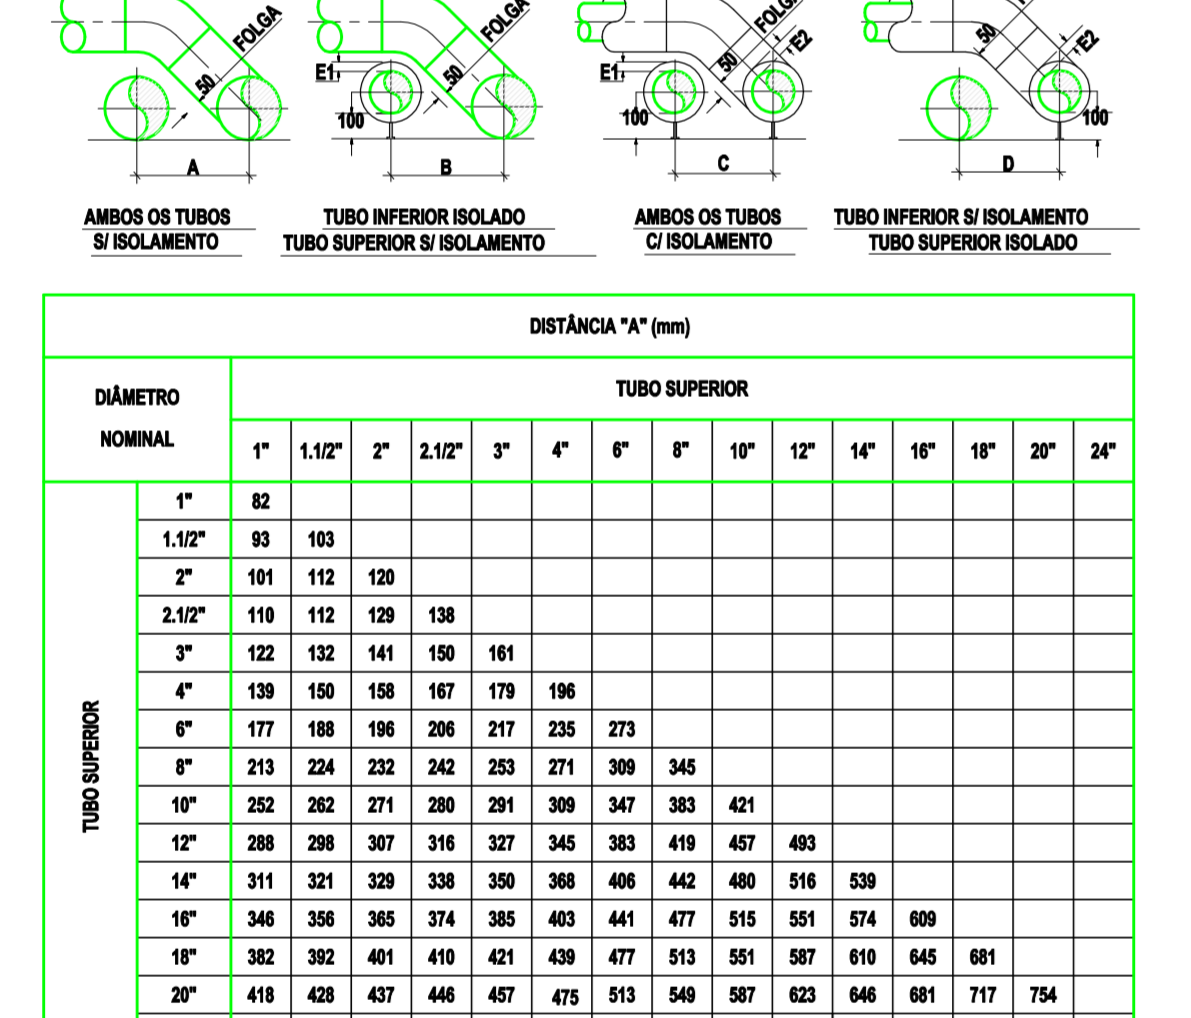 FOLGA FOLGA FOLGA
50 50 50 50
E1 E1 E2 E2
100 100 100
A B C D
AMBOS OS TUBOS
S/ ISOLAMENTO
TUBO INFERIOR ISOLADO
TUBO SUPERIOR S/ ISOLAMENTO
AMBOS OS TUBOS
C/ ISOLAMENTO
TUBO INFERIOR S/ ISOLAMENTO
TUBO SUPERIOR ISOLADO
DISTÂNCIA "A" (mm)
DIÂMETRO
NOMINAL
TUBO SUPERIOR
1" 1.1/2" 2" 2.1/2" 3" 4" 6" 8" 10" 12" 14" 16" 18" 20" 24"
TUBO SUPERIOR
1" 82
1.1/2" 93 103
2" 101 112 120
2.1/2" 110 112 129 138
3" 122 132 141 150 161
4" 139 150 158 167 179 196
6" 177 188 196 206 217 235 273
8" 213 224 232 242 253 271 309 345
10" 252 262 271 280 291 309 347 383 421
12" 288 298 307 316 327 345 383 419 457 493
14" 311 321 329 338 350 368 406 442 480 516 539
16" 346 356 365 374 385 403 441 477 515 551 574 609
18" 382 392 401 410 421 439 477 513 551 587 610 645 681
20" 418 428 437 446 457 475 513 549 587 623 646 681 717 754